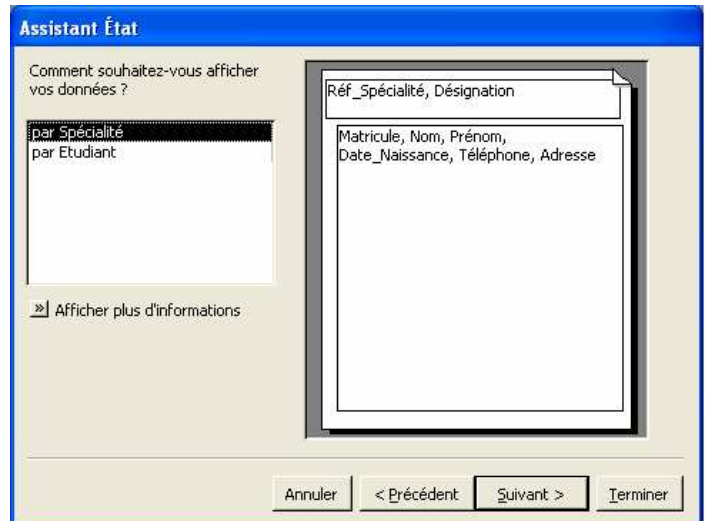 Assistant État
Comment souhaitez-vous afficher
vos données ?
par Spécialité
par Etudiant
» Afficher plus d'informations
Réf_Spécialité, Désignation
Matricule, Nom, Prénom,
Date_Naissance, Téléphone, Adresse
Annuler
< Précédent
Suivant >
Terminer